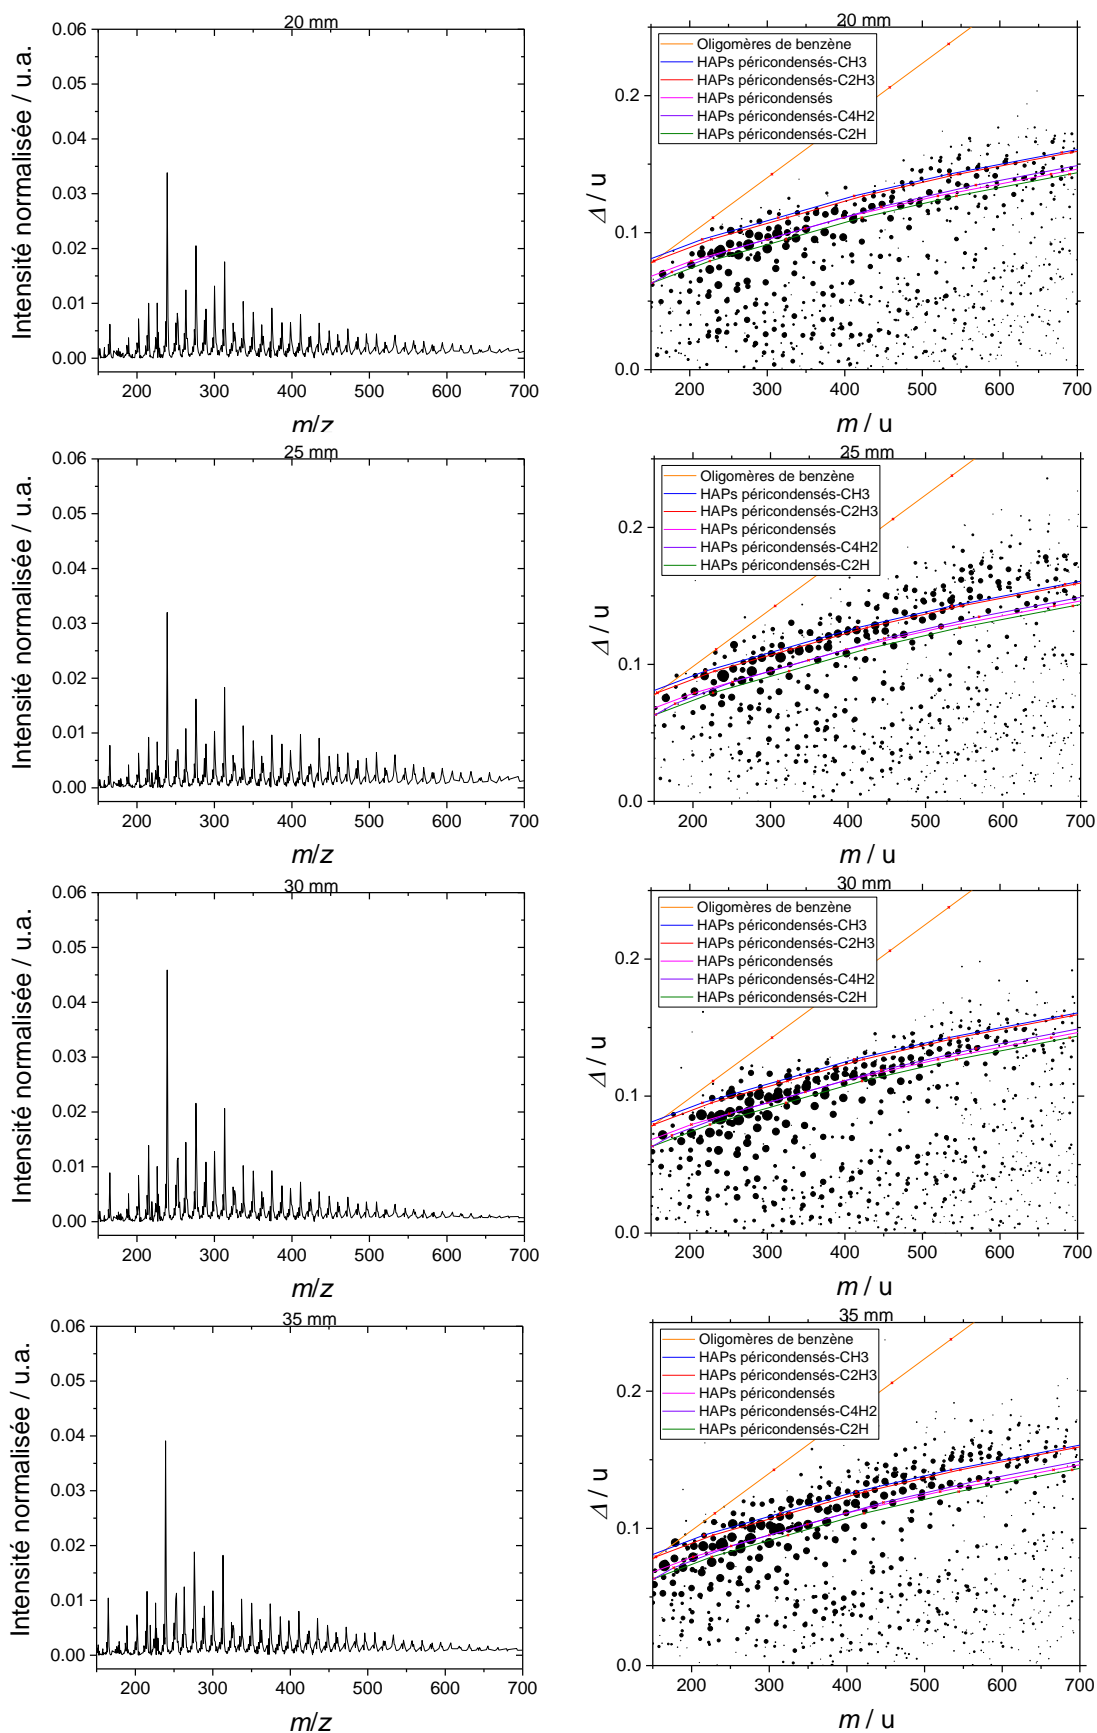 20 mm
Intensité normalisée / u.a.
0.06
0.05
0.04
0.03
0.02
0.01
0.00
200 300 400 500 600 700
m/z
20 mm
Oligomères de benzène
HAPs péricondensés-CH3
HAPs péricondensés-C2H3
HAPs péricondensés
HAPs péricondensés-C4H2
HAPs péricondensés-C2H
Δ / u
0.2
0.1
0.0
200 300 400 500 600 700
m / u
25 mm
Intensité normalisée / u.a.
0.06
0.05
0.04
0.03
0.02
0.01
0.00
200 300 400 500 600 700
m/z
25 mm
Oligomères de benzène
HAPs péricondensés-CH3
HAPs péricondensés-C2H3
HAPs péricondensés
HAPs péricondensés-C4H2
HAPs péricondensés-C2H
Δ / u
0.2
0.1
0.0
200 300 400 500 600 700
m / u
30 mm
Intensité normalisée / u.a.
0.06
0.05
0.04
0.03
0.02
0.01
0.00
200 300 400 500 600 700
m/z
30 mm
Oligomères de benzène
HAPs péricondensés-CH3
HAPs péricondensés-C2H3
HAPs péricondensés
HAPs péricondensés-C4H2
HAPs péricondensés-C2H
Δ / u
0.2
0.1
0.0
200 300 400 500 600 700
m / u
35 mm
Intensité normalisée / u.a.
0.06
0.05
0.04
0.03
0.02
0.01
0.00
200 300 400 500 600 700
m/z
35 mm
Oligomères de benzène
HAPs péricondensés-CH3
HAPs péricondensés-C2H3
HAPs péricondensés
HAPs péricondensés-C4H2
HAPs péricondensés-C2H
Δ / u
0.2
0.1
0.0
200 300 400 500 600 700
m / u